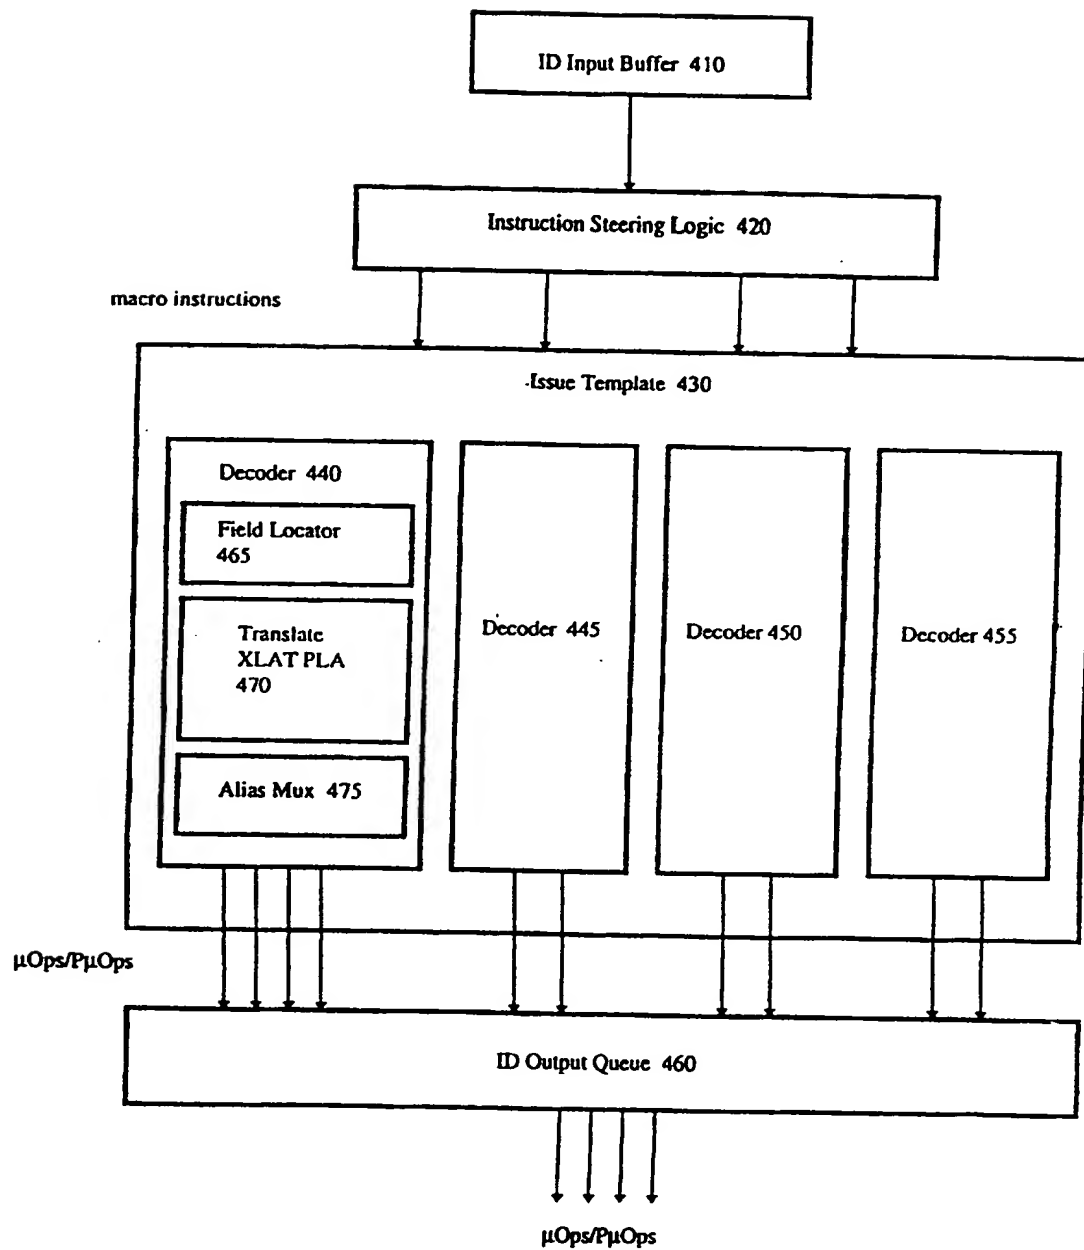 ID Input Buffer 410
Instruction Steering Logic 420
macro instructions
Issue Template 430
Decoder 440
Field Locator
465
Translate
XLAT PLA
470
Alias Mux 475
Decoder 445
Decoder 450
Decoder 455
μOps/PμOps
ID Output Queue 460
μOps/PμOps